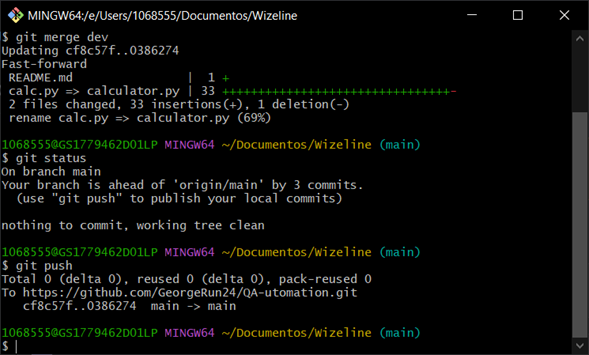 MINGW64:/e/Users/1068555/Documentos/Wizeline
$ git merge dev
Updating cf8c57f..0386274
Fast-forward
 README.md                   |  1 +
 calc.py => calculator.py | 33 ++++++++++++++++++++++++++++++++-
 2 files changed, 33 insertions(+), 1 deletion(-)
 rename calc.py => calculator.py (69%)
1068555@GS1779462D01LP MINGW64 ~/Documentos/Wizeline (main)
$ git status
On branch main
Your branch is ahead of 'origin/main' by 3 commits.
  (use "git push" to publish your local commits)
nothing to commit, working tree clean
1068555@GS1779462D01LP MINGW64 ~/Documentos/Wizeline (main)
$ git push
Total 0 (delta 0), reused 0 (delta 0), pack-reused 0
To https://github.com/GeorgeRun24/QA-utomation.git
   cf8c57f..0386274  main -> main
1068555@GS1779462D01LP MINGW64 ~/Documentos/Wizeline (main)
$